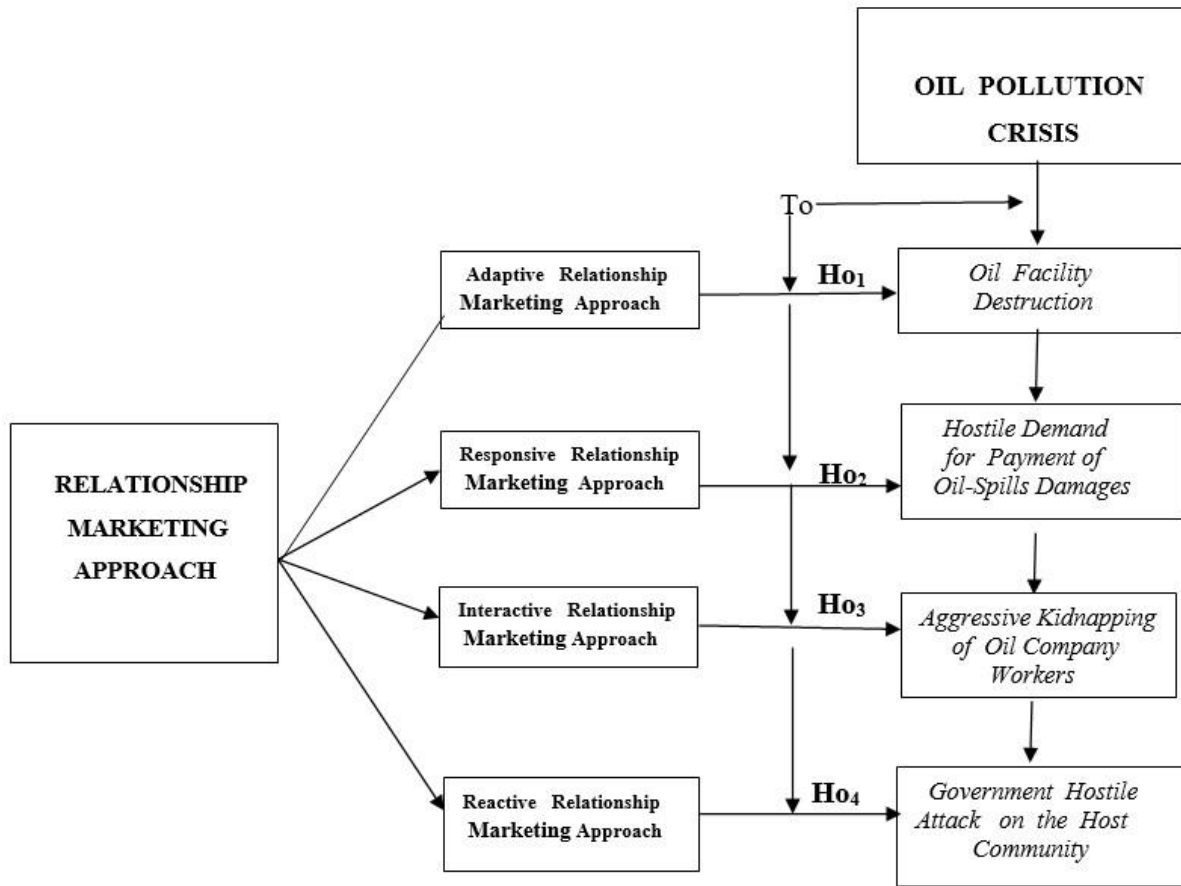 OIL POLLUTION
CRISIS
To
Adaptive Relationship
Marketing Approach
Ho1
Oil Facility
Destruction
RELATIONSHIP
MARKETING
APPROACH
Responsive Relationship
Marketing Approach
Ho2
Hostile Demand
for Payment of
Oil-Spills Damages
Interactive Relationship
Marketing Approach
Ho3
Aggressive Kidnapping
of Oil Company
Workers
Reactive Relationship
Marketing Approach
Ho4
Government Hostile
Attack on the Host
Community